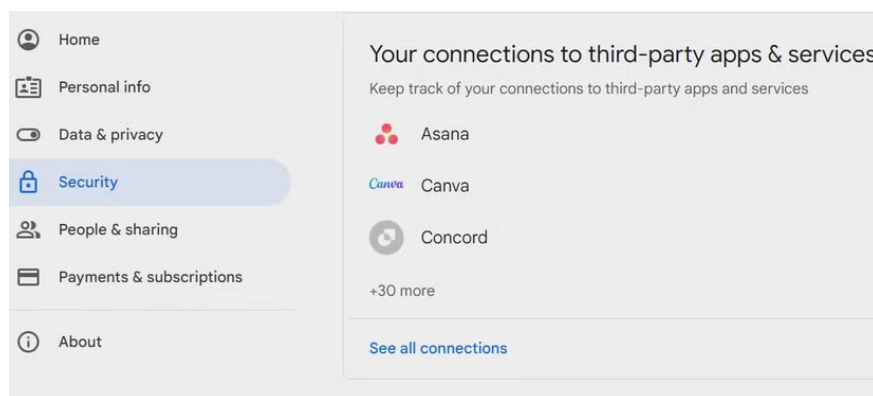 Home
Personal info
Data & privacy
Security
People & sharing
Payments & subscriptions
About
Your connections to third-party apps & services
Keep track of your connections to third-party apps and services
Asana
Canva Canva
Concord
+30 more
See all connections